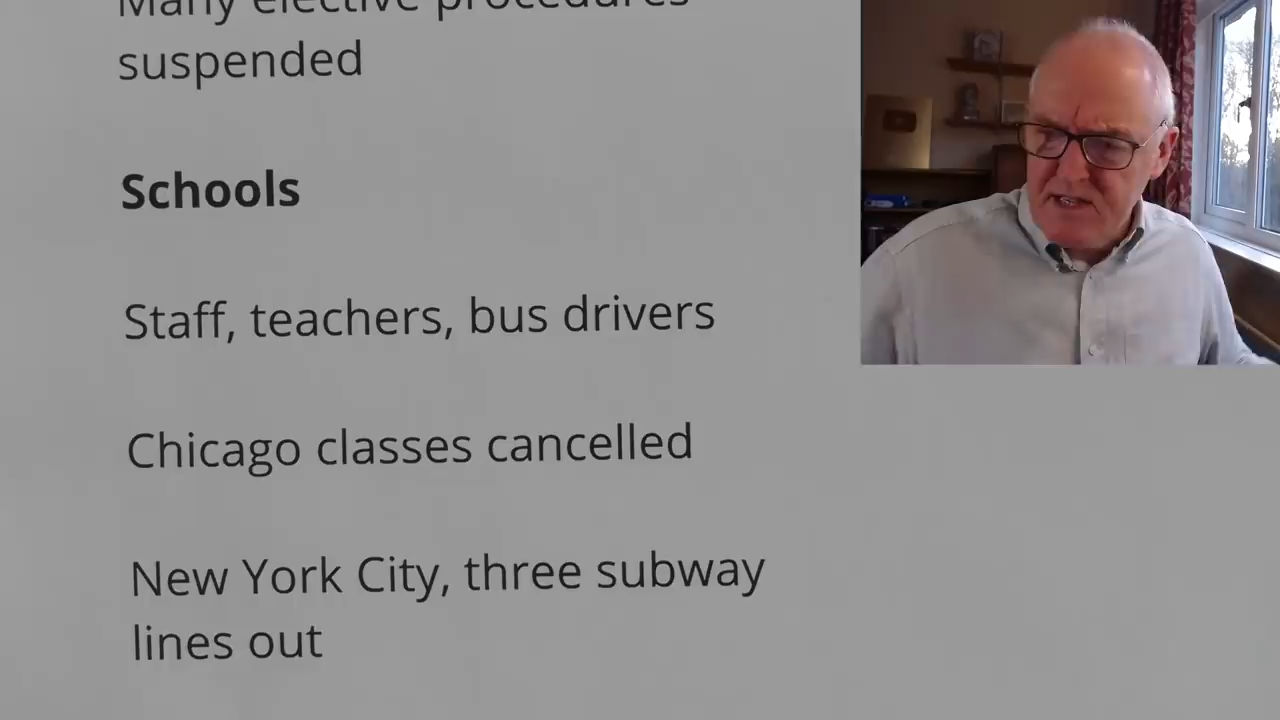 Many elective procedures
suspended
Schools
Staff, teachers, bus drivers
Chicago classes cancelled
New York City, three subway
lines out